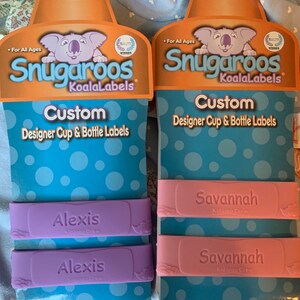 • For All Ages
Snugaroos
KoalaLabels
Custom
Designer Cup & Bottle Labels
Alexis
Alexis
• For All Ages
Snugaroos
KoalaLabels
Custom
Designer Cup & Bottle Labels
Savannah
Savannah